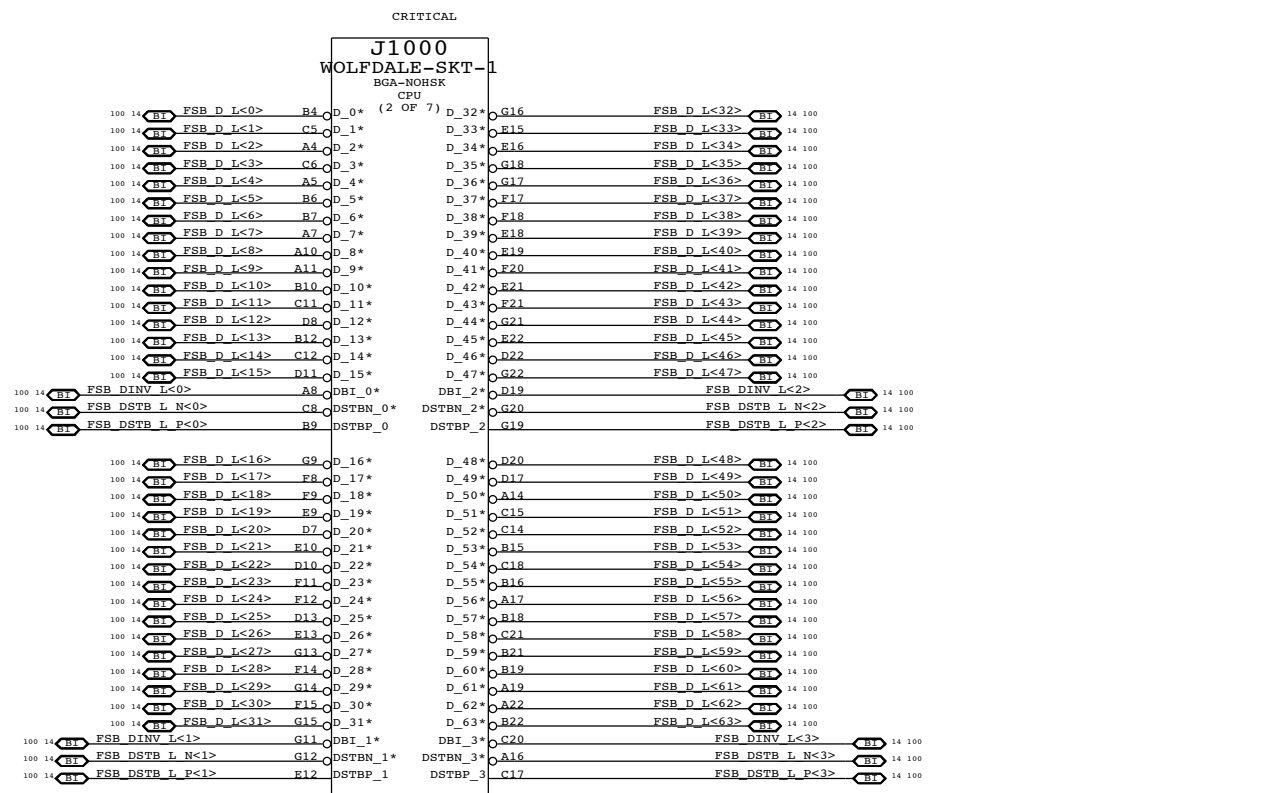 CRITICAL
J1000
WOLFDALE-SKT-1
BGA-NOHSK
CPU
(2 OF 7)
100 14 BI FSB_D_L<0> B4 D_0* D_32* G16 FSB_D_L<32> BI 14 100
100 14 BI FSB_D_L<1> C5 D_1* D_33* E15 FSB_D_L<33> BI 14 100
100 14 BI FSB_D_L<2> A4 D_2* D_34* E16 FSB_D_L<34> BI 14 100
100 14 BI FSB_D_L<3> C6 D_3* D_35* G18 FSB_D_L<35> BI 14 100
100 14 BI FSB_D_L<4> A5 D_4* D_36* G17 FSB_D_L<36> BI 14 100
100 14 BI FSB_D_L<5> B6 D_5* D_37* F17 FSB_D_L<37> BI 14 100
100 14 BI FSB_D_L<6> B7 D_6* D_38* F18 FSB_D_L<38> BI 14 100
100 14 BI FSB_D_L<7> A7 D_7* D_39* E18 FSB_D_L<39> BI 14 100
100 14 BI FSB_D_L<8> A10 D_8* D_40* E19 FSB_D_L<40> BI 14 100
100 14 BI FSB_D_L<9> A11 D_9* D_41* F20 FSB_D_L<41> BI 14 100
100 14 BI FSB_D_L<10> B10 D_10* D_42* E21 FSB_D_L<42> BI 14 100
100 14 BI FSB_D_L<11> C11 D_11* D_43* F21 FSB_D_L<43> BI 14 100
100 14 BI FSB_D_L<12> D8 D_12* D_44* G21 FSB_D_L<44> BI 14 100
100 14 BI FSB_D_L<13> B12 D_13* D_45* E22 FSB_D_L<45> BI 14 100
100 14 BI FSB_D_L<14> C12 D_14* D_46* D22 FSB_D_L<46> BI 14 100
100 14 BI FSB_D_L<15> D11 D_15* D_47* G22 FSB_D_L<47> BI 14 100
100 14 BI FSB_DINV_L<0> A8 DBI_0* DBI_2* D19 FSB_DINV_L<2> BI 14 100
100 14 BI FSB_DSTB_L_N<0> C8 DSTBN_0* DSTBN_2* G20 FSB_DSTB_L_N<2> BI 14 100
100 14 BI FSB_DSTB_L_P<0> B9 DSTBP_0 DSTBP_2 G19 FSB_DSTB_L_P<2> BI 14 100
100 14 BI FSB_D_L<16> G9 D_16* D_48* D20 FSB_D_L<48> BI 14 100
100 14 BI FSB_D_L<17> F8 D_17* D_49* D17 FSB_D_L<49> BI 14 100
100 14 BI FSB_D_L<18> F9 D_18* D_50* A14 FSB_D_L<50> BI 14 100
100 14 BI FSB_D_L<19> E9 D_19* D_51* C15 FSB_D_L<51> BI 14 100
100 14 BI FSB_D_L<20> D7 D_20* D_52* C14 FSB_D_L<52> BI 14 100
100 14 BI FSB_D_L<21> E10 D_21* D_53* B15 FSB_D_L<53> BI 14 100
100 14 BI FSB_D_L<22> D10 D_22* D_54* C18 FSB_D_L<54> BI 14 100
100 14 BI FSB_D_L<23> F11 D_23* D_55* B16 FSB_D_L<55> BI 14 100
100 14 BI FSB_D_L<24> F12 D_24* D_56* A17 FSB_D_L<56> BI 14 100
100 14 BI FSB_D_L<25> D13 D_25* D_57* B18 FSB_D_L<57> BI 14 100
100 14 BI FSB_D_L<26> E13 D_26* D_58* C21 FSB_D_L<58> BI 14 100
100 14 BI FSB_D_L<27> G13 D_27* D_59* B21 FSB_D_L<59> BI 14 100
100 14 BI FSB_D_L<28> F14 D_28* D_60* B19 FSB_D_L<60> BI 14 100
100 14 BI FSB_D_L<29> G14 D_29* D_61* A19 FSB_D_L<61> BI 14 100
100 14 BI FSB_D_L<30> F15 D_30* D_62* A22 FSB_D_L<62> BI 14 100
100 14 BI FSB_D_L<31> G15 D_31* D_63* B22 FSB_D_L<63> BI 14 100
100 14 BI FSB_DINV_L<1> G11 DBI_1* DBI_3* C20 FSB_DINV_L<3> BI 14 100
100 14 BI FSB_DSTB_L_N<1> G12 DSTBN_1* DSTBN_3* A16 FSB_DSTB_L_N<3> BI 14 100
100 14 BI FSB_DSTB_L_P<1> E12 DSTBP_1 DSTBP_3 C17 FSB_DSTB_L_P<3> BI 14 100